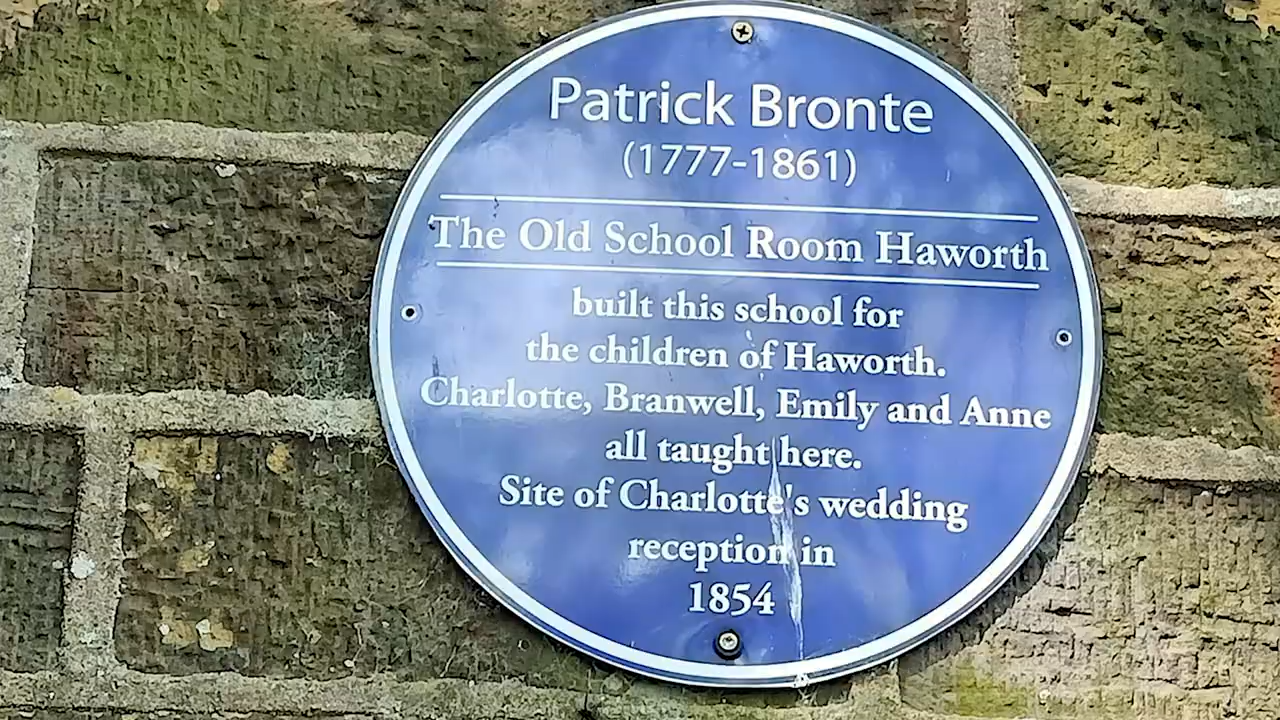 Patrick Bronte
(1777-1861)
The Old School Room Haworth
built this school for
the children of Haworth.
Charlotte, Branwell, Emily and Anne
all taught here.
Site of Charlotte's wedding
reception in
1854